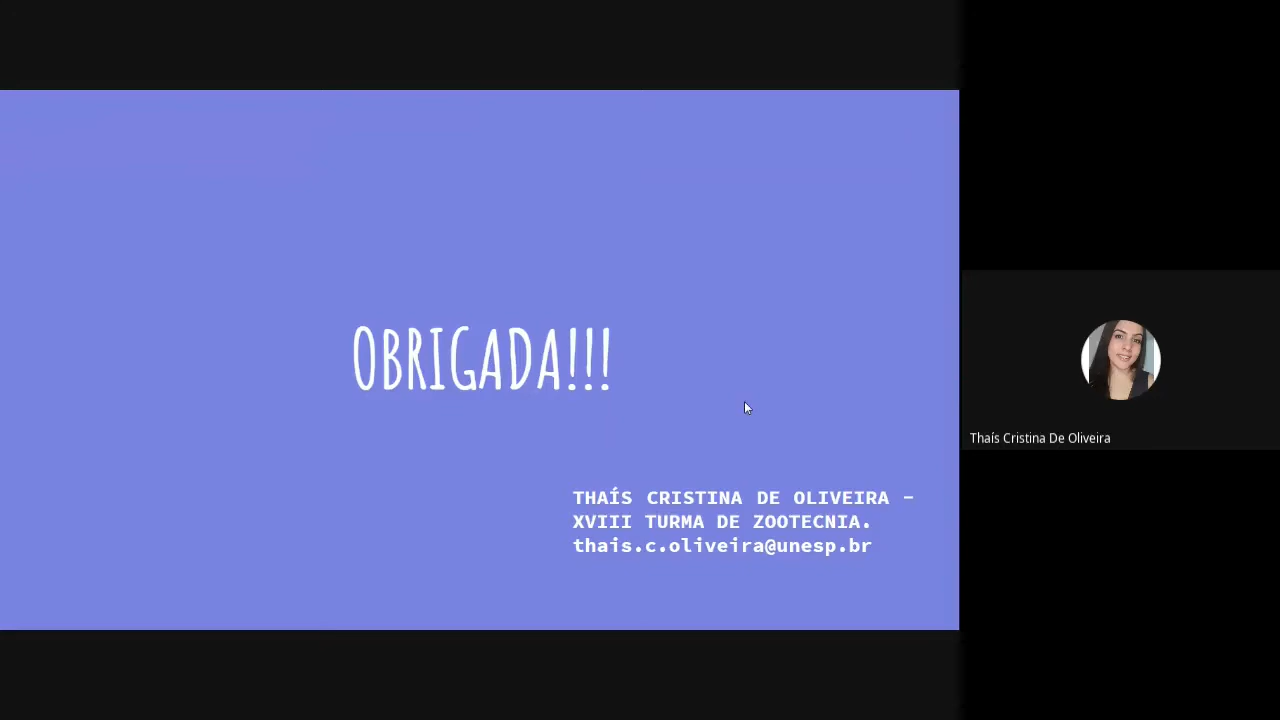 OBRIGADA!!!
THAÍS CRISTINA DE OLIVEIRA –
XVIII TURMA DE ZOOTECNIA.
thais.c.oliveira@unesp.br
Thaís Cristina De Oliveira